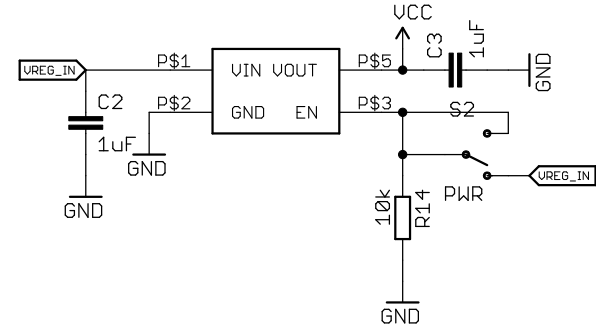 VCC
P$1
P$5
C3
1uF
VREG_IN
VIN VOUT
GND
C2
P$2
P$3
GND EN
S2
1uF
GND
VREG_IN
PWR
GND
10k
R14
GND